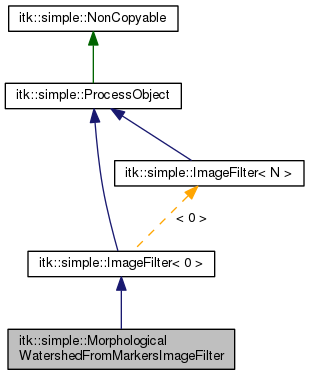 itk::simple::NonCopyable
itk::simple::ProcessObject
itk::simple::ImageFilter< N >
< 0 >
itk::simple::ImageFilter< 0 >
itk::simple::Morphological
WatershedFromMarkersImageFilter